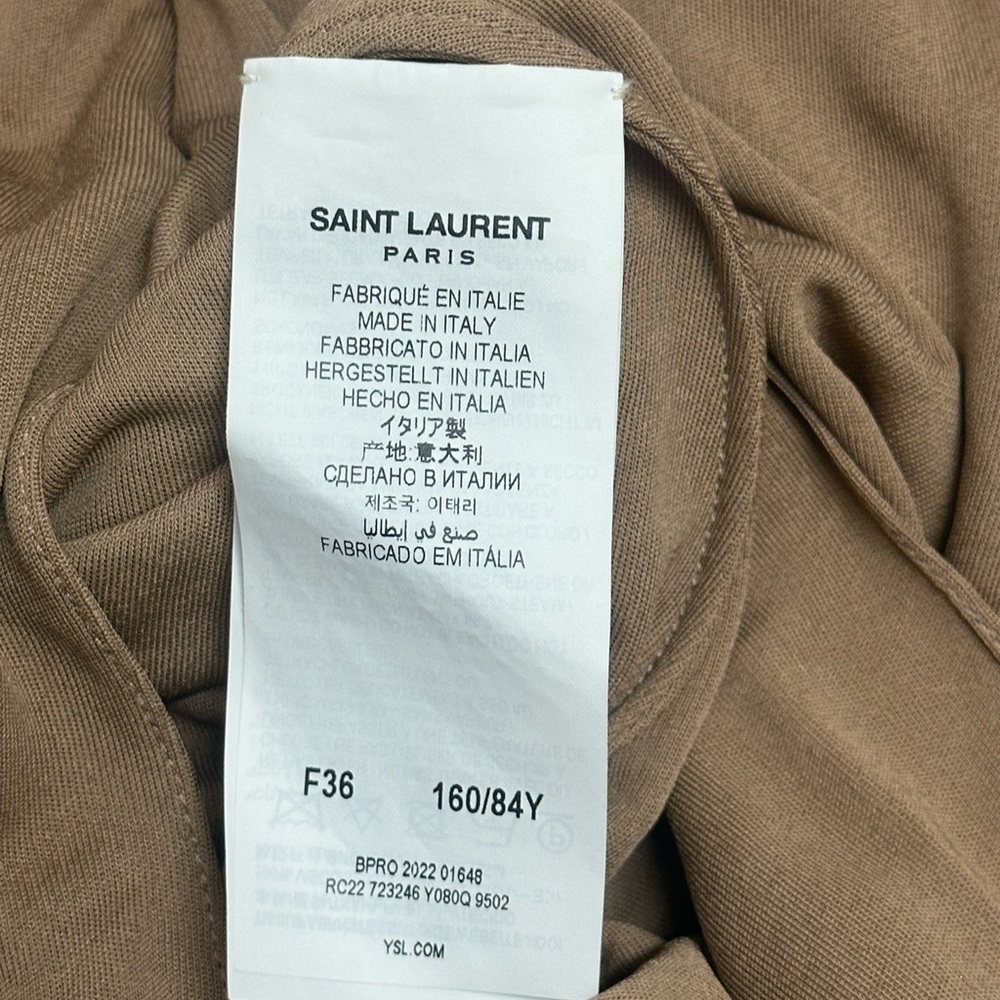 SAINT LAURENT
PARIS
FABRIQUÉ EN ITALIE
MADE IN ITALY
FABBRICATO IN ITALIA
HERGESTELLT IN ITALIEN
HECHO EN ITALIA
イタリア製
产地:意大利
СДЕЛАНО В ИТАЛИИ
제조국: 이태리
صنع في إيطاليا
FABRICADO EM ITÁLIA
F36 160/84Y
BPRO 2022 01648
RC22 723246 Y080Q 9502
YSL.COM